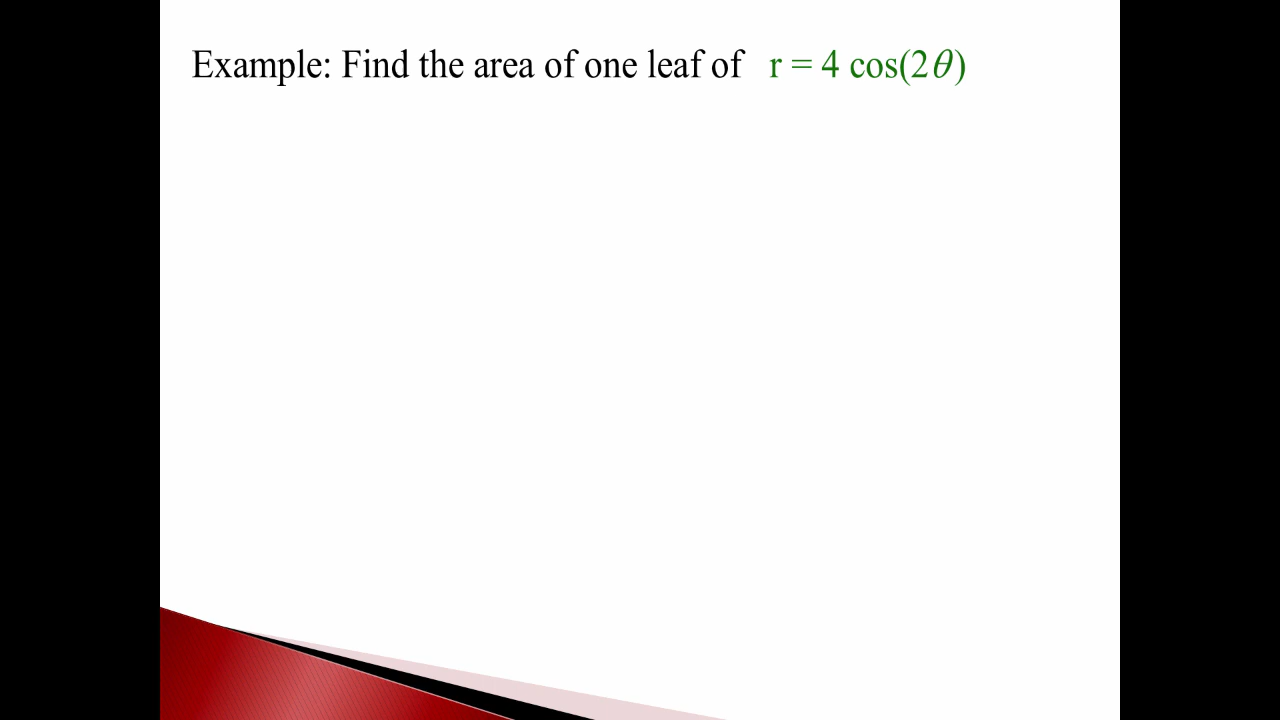 Example: Find the area of one leaf of r = 4 cos(2θ)